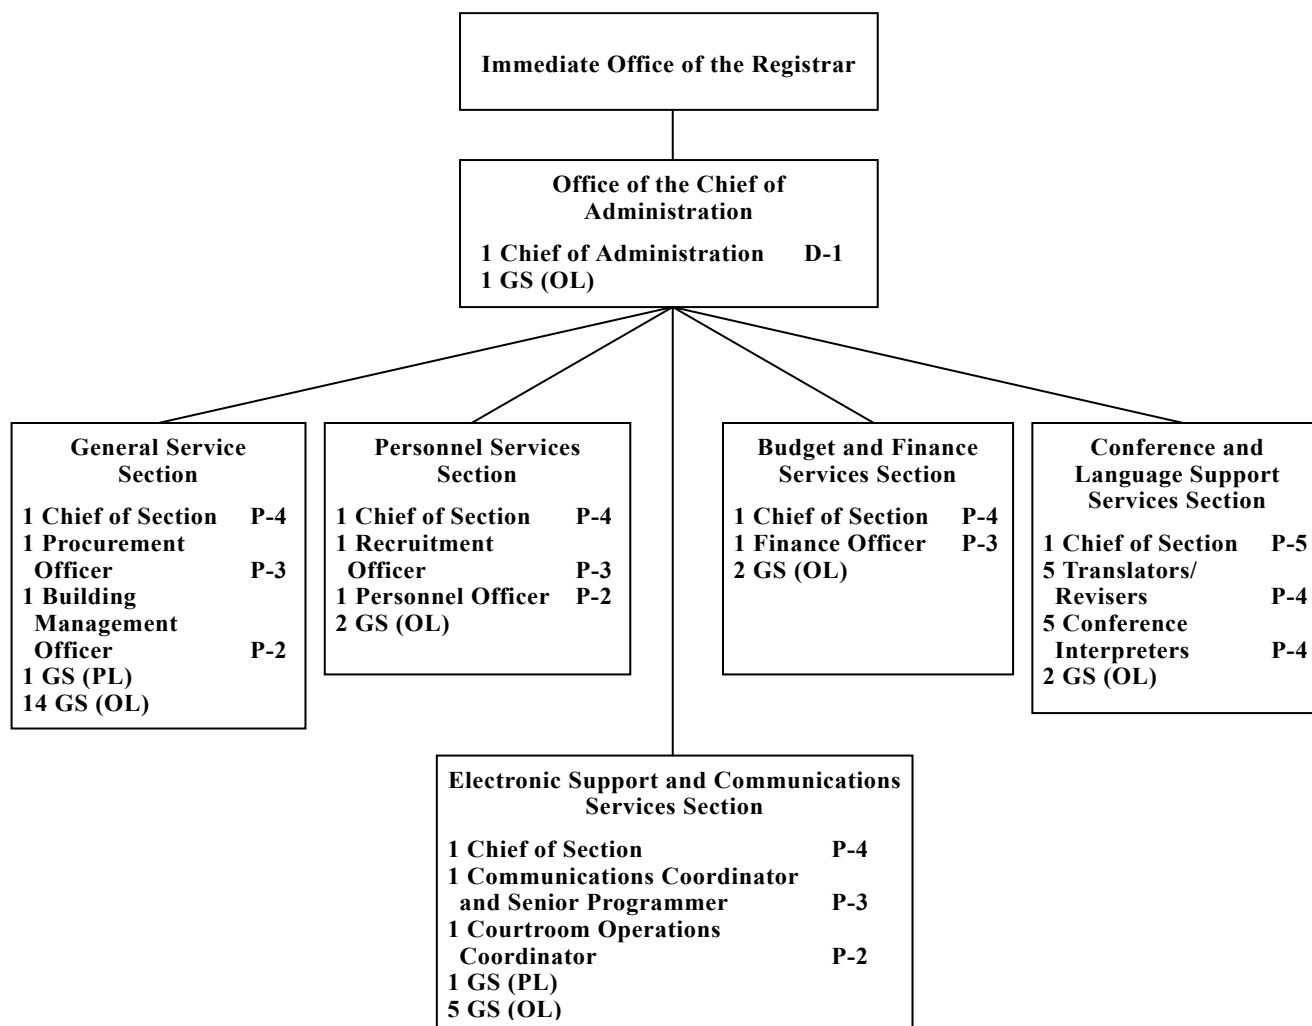 Immediate Office of the Registrar
Office of the Chief of
Administration
1 Chief of Administration D-1
1 GS (OL)
General Service
Section
1 Chief of Section P-4
1 Procurement
Officer P-3
1 Building
Management
Officer P-2
1 GS (PL)
14 GS (OL)
Personnel Services
Section
1 Chief of Section P-4
1 Recruitment
Officer P-3
1 Personnel Officer P-2
2 GS (OL)
Budget and Finance
Services Section
1 Chief of Section P-4
1 Finance Officer P-3
2 GS (OL)
Conference and
Language Support
Services Section
1 Chief of Section P-5
5 Translators/
Revisers P-4
5 Conference
Interpreters P-4
2 GS (OL)
Electronic Support and Communications
Services Section
1 Chief of Section P-4
1 Communications Coordinator
and Senior Programmer P-3
1 Courtroom Operations
Coordinator P-2
1 GS (PL)
5 GS (OL)